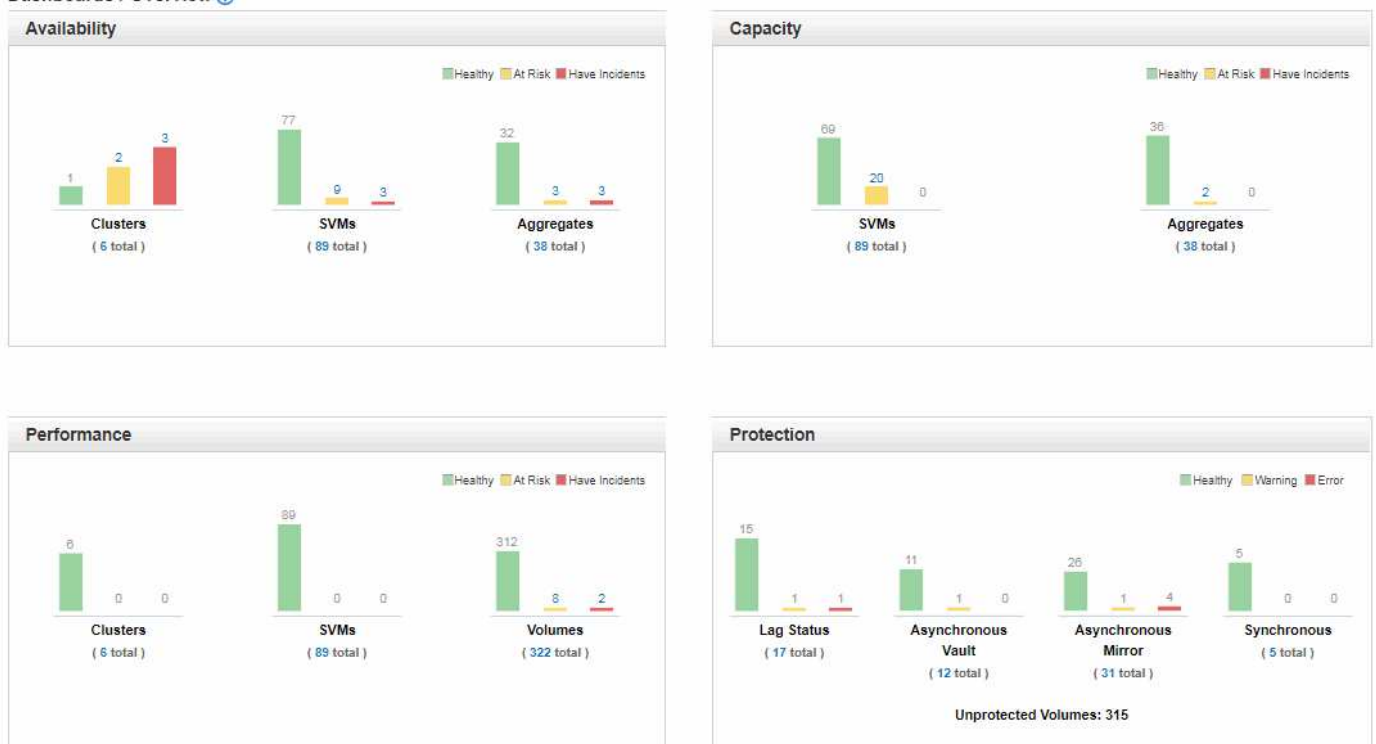 Availability
Healthy At Risk Have Incidents
1 2 3
Clusters
( 6 total )
77 9 3
SVMs
( 89 total )
32 3 3
Aggregates
( 38 total )
Capacity
Healthy At Risk Have Incidents
69 20 0
SVMs
( 89 total )
36 2 0
Aggregates
( 38 total )
Performance
Healthy At Risk Have Incidents
6 0 0
Clusters
( 6 total )
89 0 0
SVMs
( 89 total )
312 8 2
Volumes
( 322 total )
Protection
Healthy Warning Error
15 1 1
Lag Status
( 17 total )
11 1 0
Asynchronous
Vault
( 12 total )
26 1 4
Asynchronous
Mirror
( 31 total )
5 0 0
Synchronous
( 5 total )
Unprotected Volumes: 315